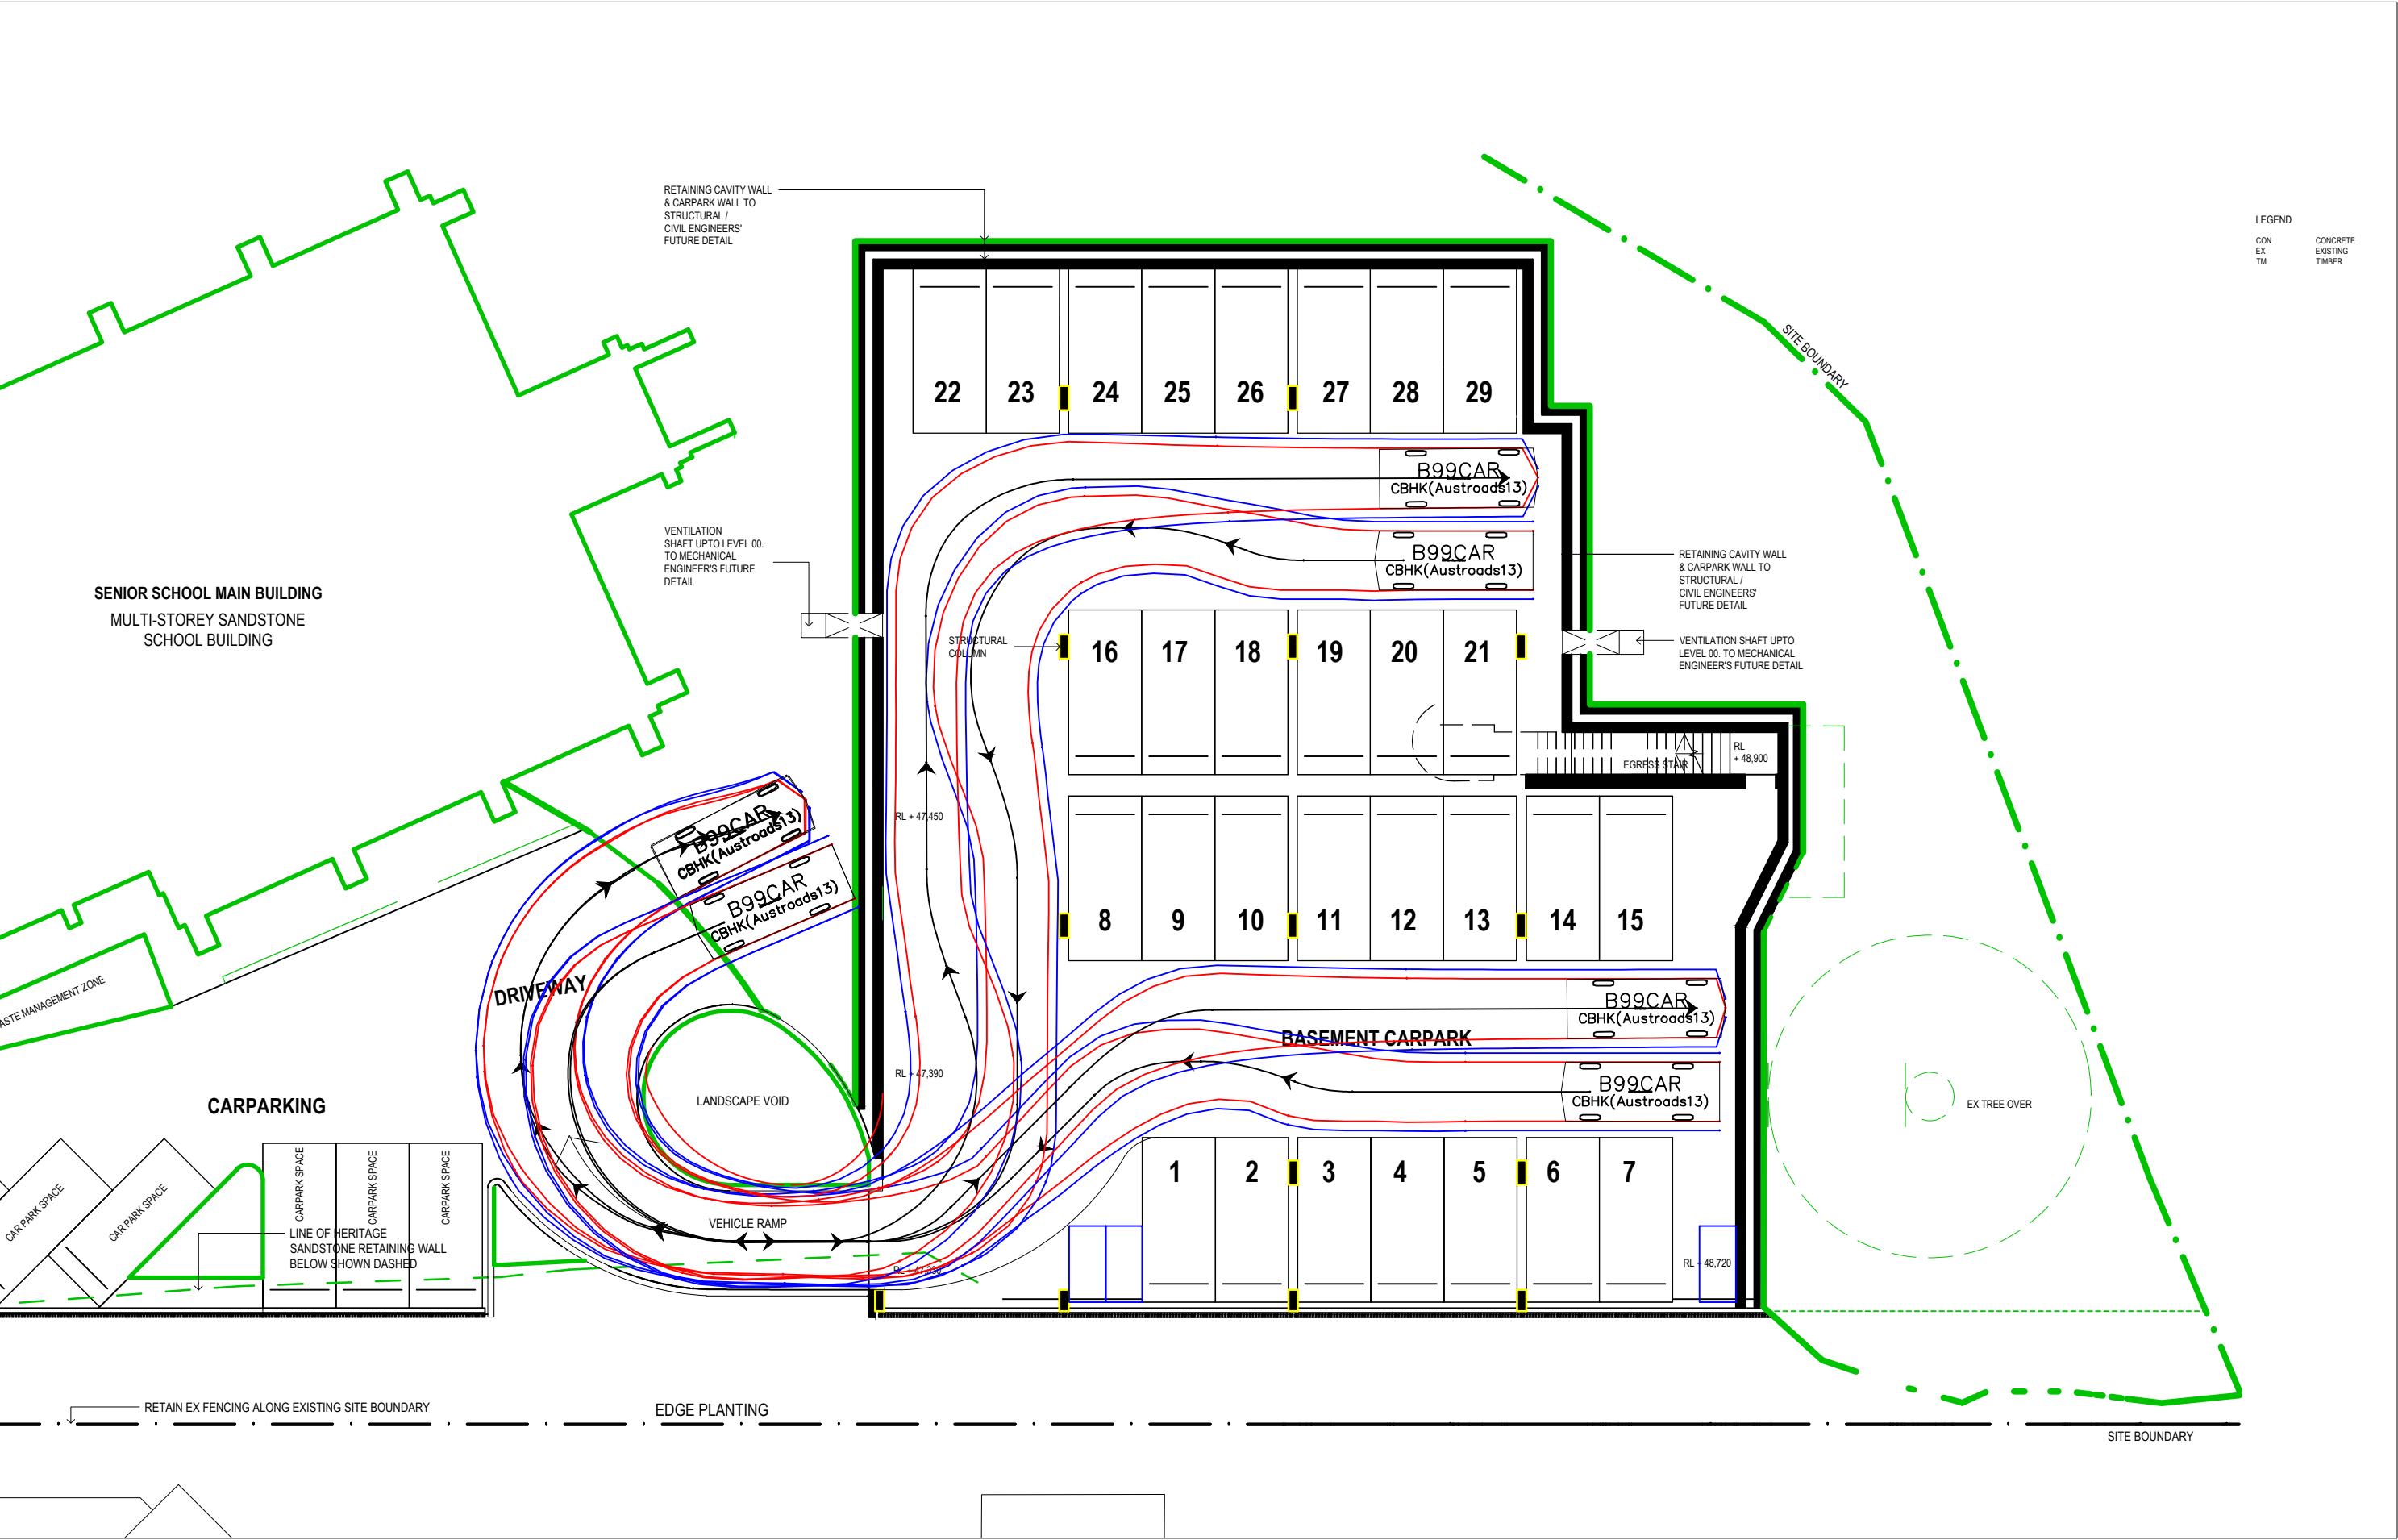 RETAINING CAVITY WALL
& CARPARK WALL TO
STRUCTURAL /
CIVIL ENGINEERS'
FUTURE DETAIL
LEGEND
CON CONCRETE
EX EXISTING
TM TIMBER
SITE BOUNDARY
22 23 24 25 26 27 28 29
B99CAR
CBHK(Austroads13)
B99CAR
CBHK(Austroads13)
VENTILATION
SHAFT UPTO LEVEL 00.
TO MECHANICAL
ENGINEER'S FUTURE
DETAIL
RETAINING CAVITY WALL
& CARPARK WALL TO
STRUCTURAL /
CIVIL ENGINEERS'
FUTURE DETAIL
SENIOR SCHOOL MAIN BUILDING
MULTI-STOREY SANDSTONE
SCHOOL BUILDING
STRUCTURAL
COLUMN
16 17 18 19 20 21
VENTILATION SHAFT UPTO
LEVEL 00. TO MECHANICAL
ENGINEER'S FUTURE DETAIL
RL
+ 48,900
EGRESS STAIR
RL + 47,450
B99CAR
CBHK(Austroads13)
B99CAR
CBHK(Austroads13)
8 9 10 11 12 13 14 15
DRIVEWAY
WASTE MANAGEMENT ZONE
B99CAR
CBHK(Austroads13)
BASEMENT CARPARK
RL + 47,390
B99CAR
CBHK(Austroads13)
LANDSCAPE VOID
EX TREE OVER
CARPARKING
1 2 3 4 5 6 7
CAR PARK SPACE
CAR PARK SPACE
CARPARK SPACE
CARPARK SPACE
CARPARK SPACE
VEHICLE RAMP
LINE OF HERITAGE
SANDSTONE RETAINING WALL
BELOW SHOWN DASHED
RL + 47,330
RL + 48,720
RETAIN EX FENCING ALONG EXISTING SITE BOUNDARY
EDGE PLANTING
SITE BOUNDARY